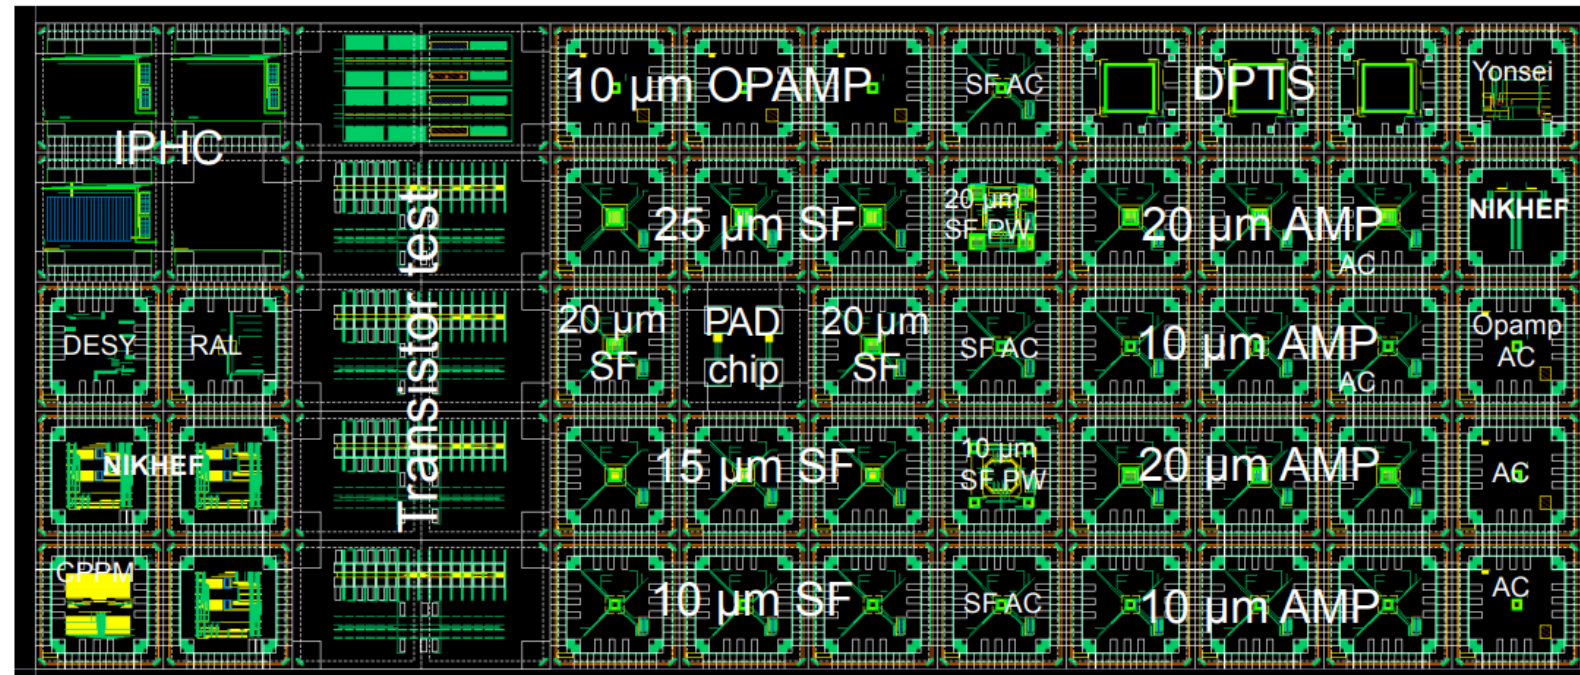 10 µm OPAMP
SF AC
DPTS
Yonsei
IPHC
Transistor test
25 µm SF
20 µm
SF PW
20 µm AMP
AC
NIKHEF
DESY
RAL
20 µm
SF
PAD
chip
20 µm
SF
SF AC
10 µm AMP
AC
Opamp
AC
NIKHEF
15 µm SF
10 µm
SF PW
20 µm AMP
AC
CPPM
10 µm SF
SF AC
10 µm AMP
AC